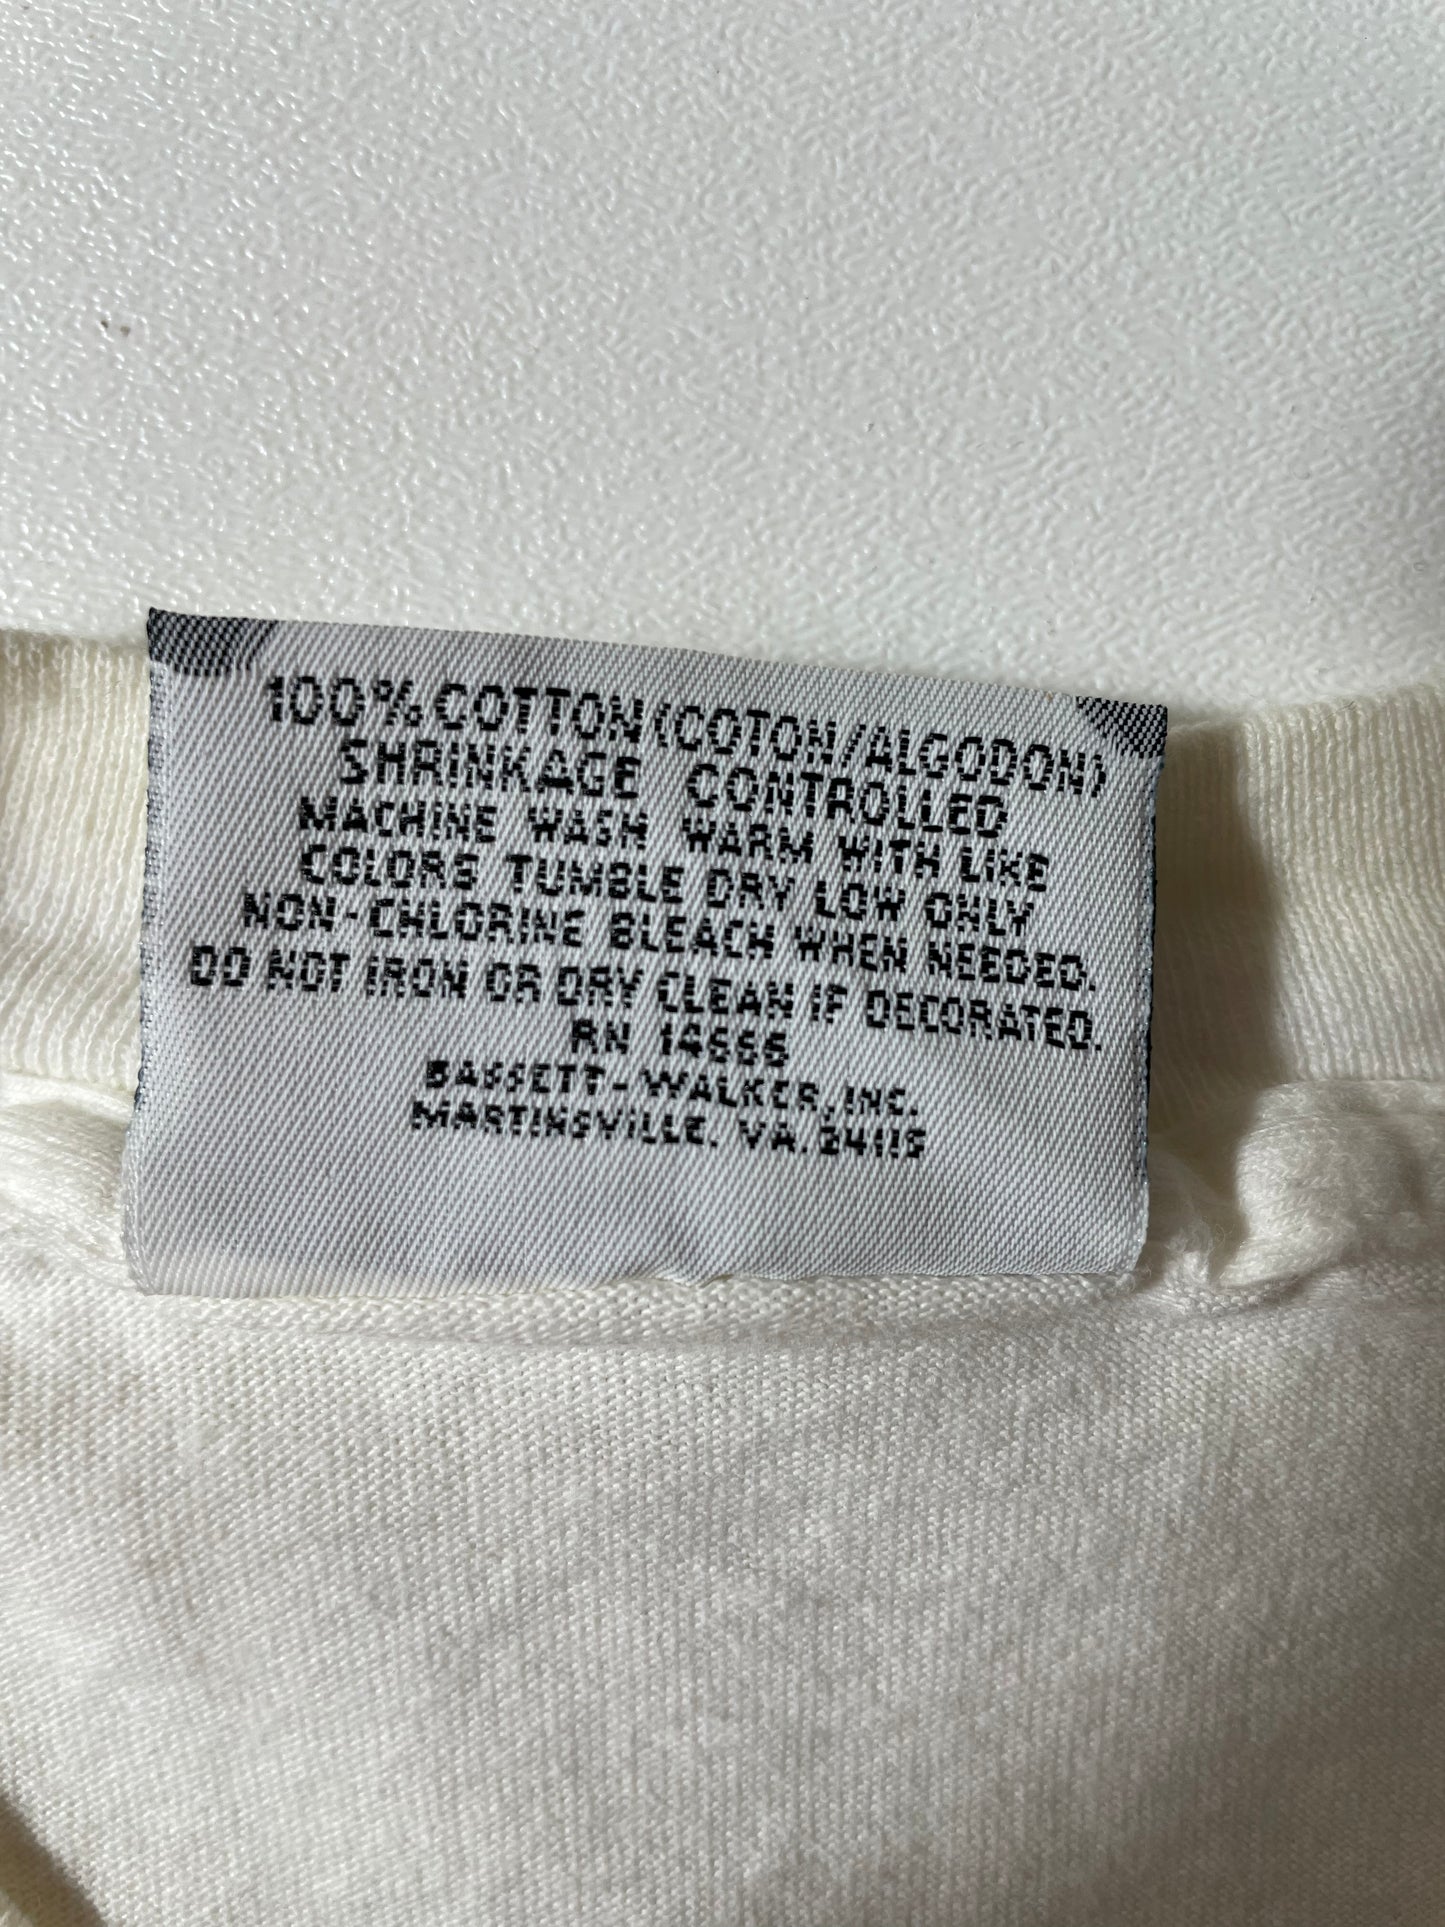 100% COTTON (COTON/ALGODON)
SHRINKAGE CONTROLLED
MACHINE WASH WARM WITH LIKE
COLORS TUMBLE DRY LOW ONLY
NON-CHLORINE BLEACH WHEN NEEDED.
DO NOT IRON OR DRY CLEAN IF DECORATED.
RN 14666
BASSETT-WALKER, INC.
MARTINSVILLE, VA. 24115